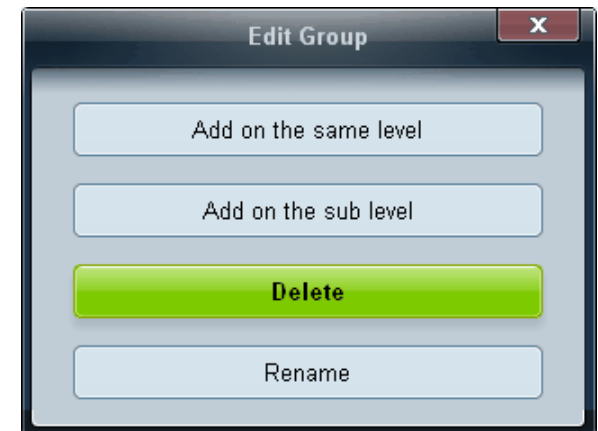 Edit Group
x
Add on the same level
Add on the sub level
Delete
Rename